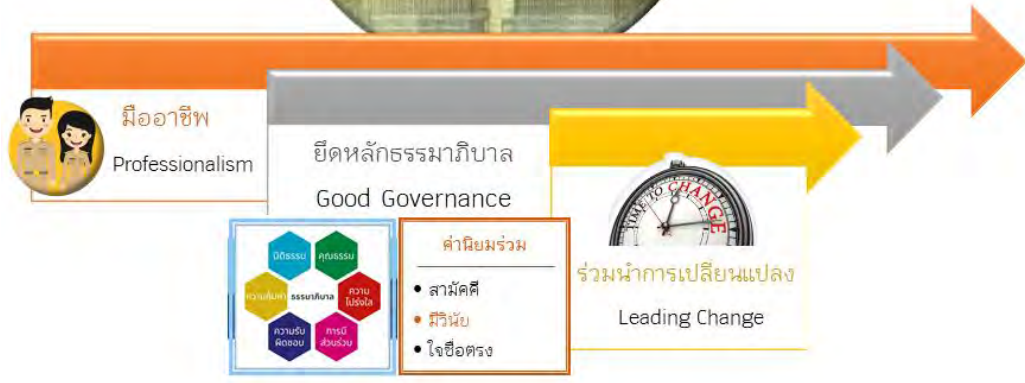 มืออาชีพ
Professionalism
ยึดหลักธรรมาภิบาล
Good Governance
นิติธรรม
คุณธรรม
ความคุ้มค่า
ธรรมาภิบาล
ความ
โปร่งใส
ความรับ
ผิดชอบ
การมี
ส่วนร่วม
ค่านิยมร่วม
• สามัคคี
• มีวินัย
• ใจซื่อตรง
TIME TO CHANGE
ร่วมนำการเปลี่ยนแปลง
Leading Change